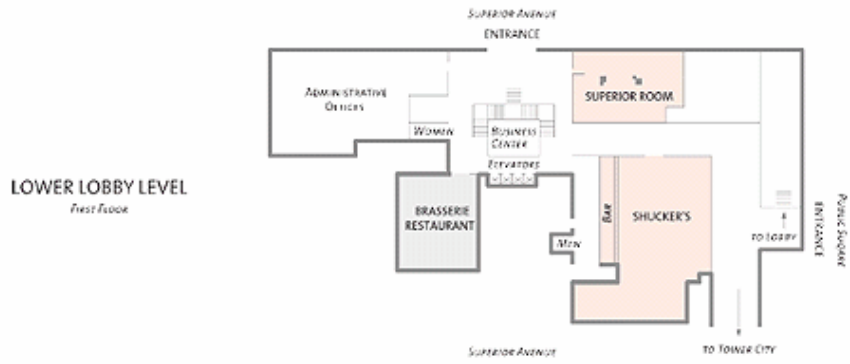 SUPERIOR AVENUE
ENTRANCE
ADMINISTRATIVE
OFFICES
SUPERIOR ROOM
WOMEN
BUSINESS
CENTER
ELEVATORS
LOWER LOBBY LEVEL
FIRST FLOOR
BRASSERIE
RESTAURANT
BAR
SHUCKER'S
MEN
TO LOBBY
ENTRANCE
PUBLIC SQUARE
TO TOWER CITY
SUPERIOR AVENUE